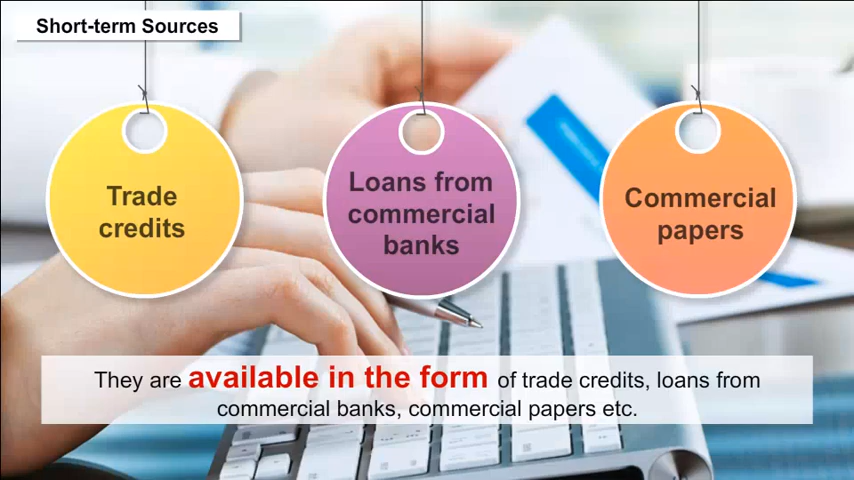 Short-term Sources
Trade
credits
Loans from
commercial
banks
Commercial
papers
They are available in the form of trade credits, loans from
commercial banks, commercial papers etc.